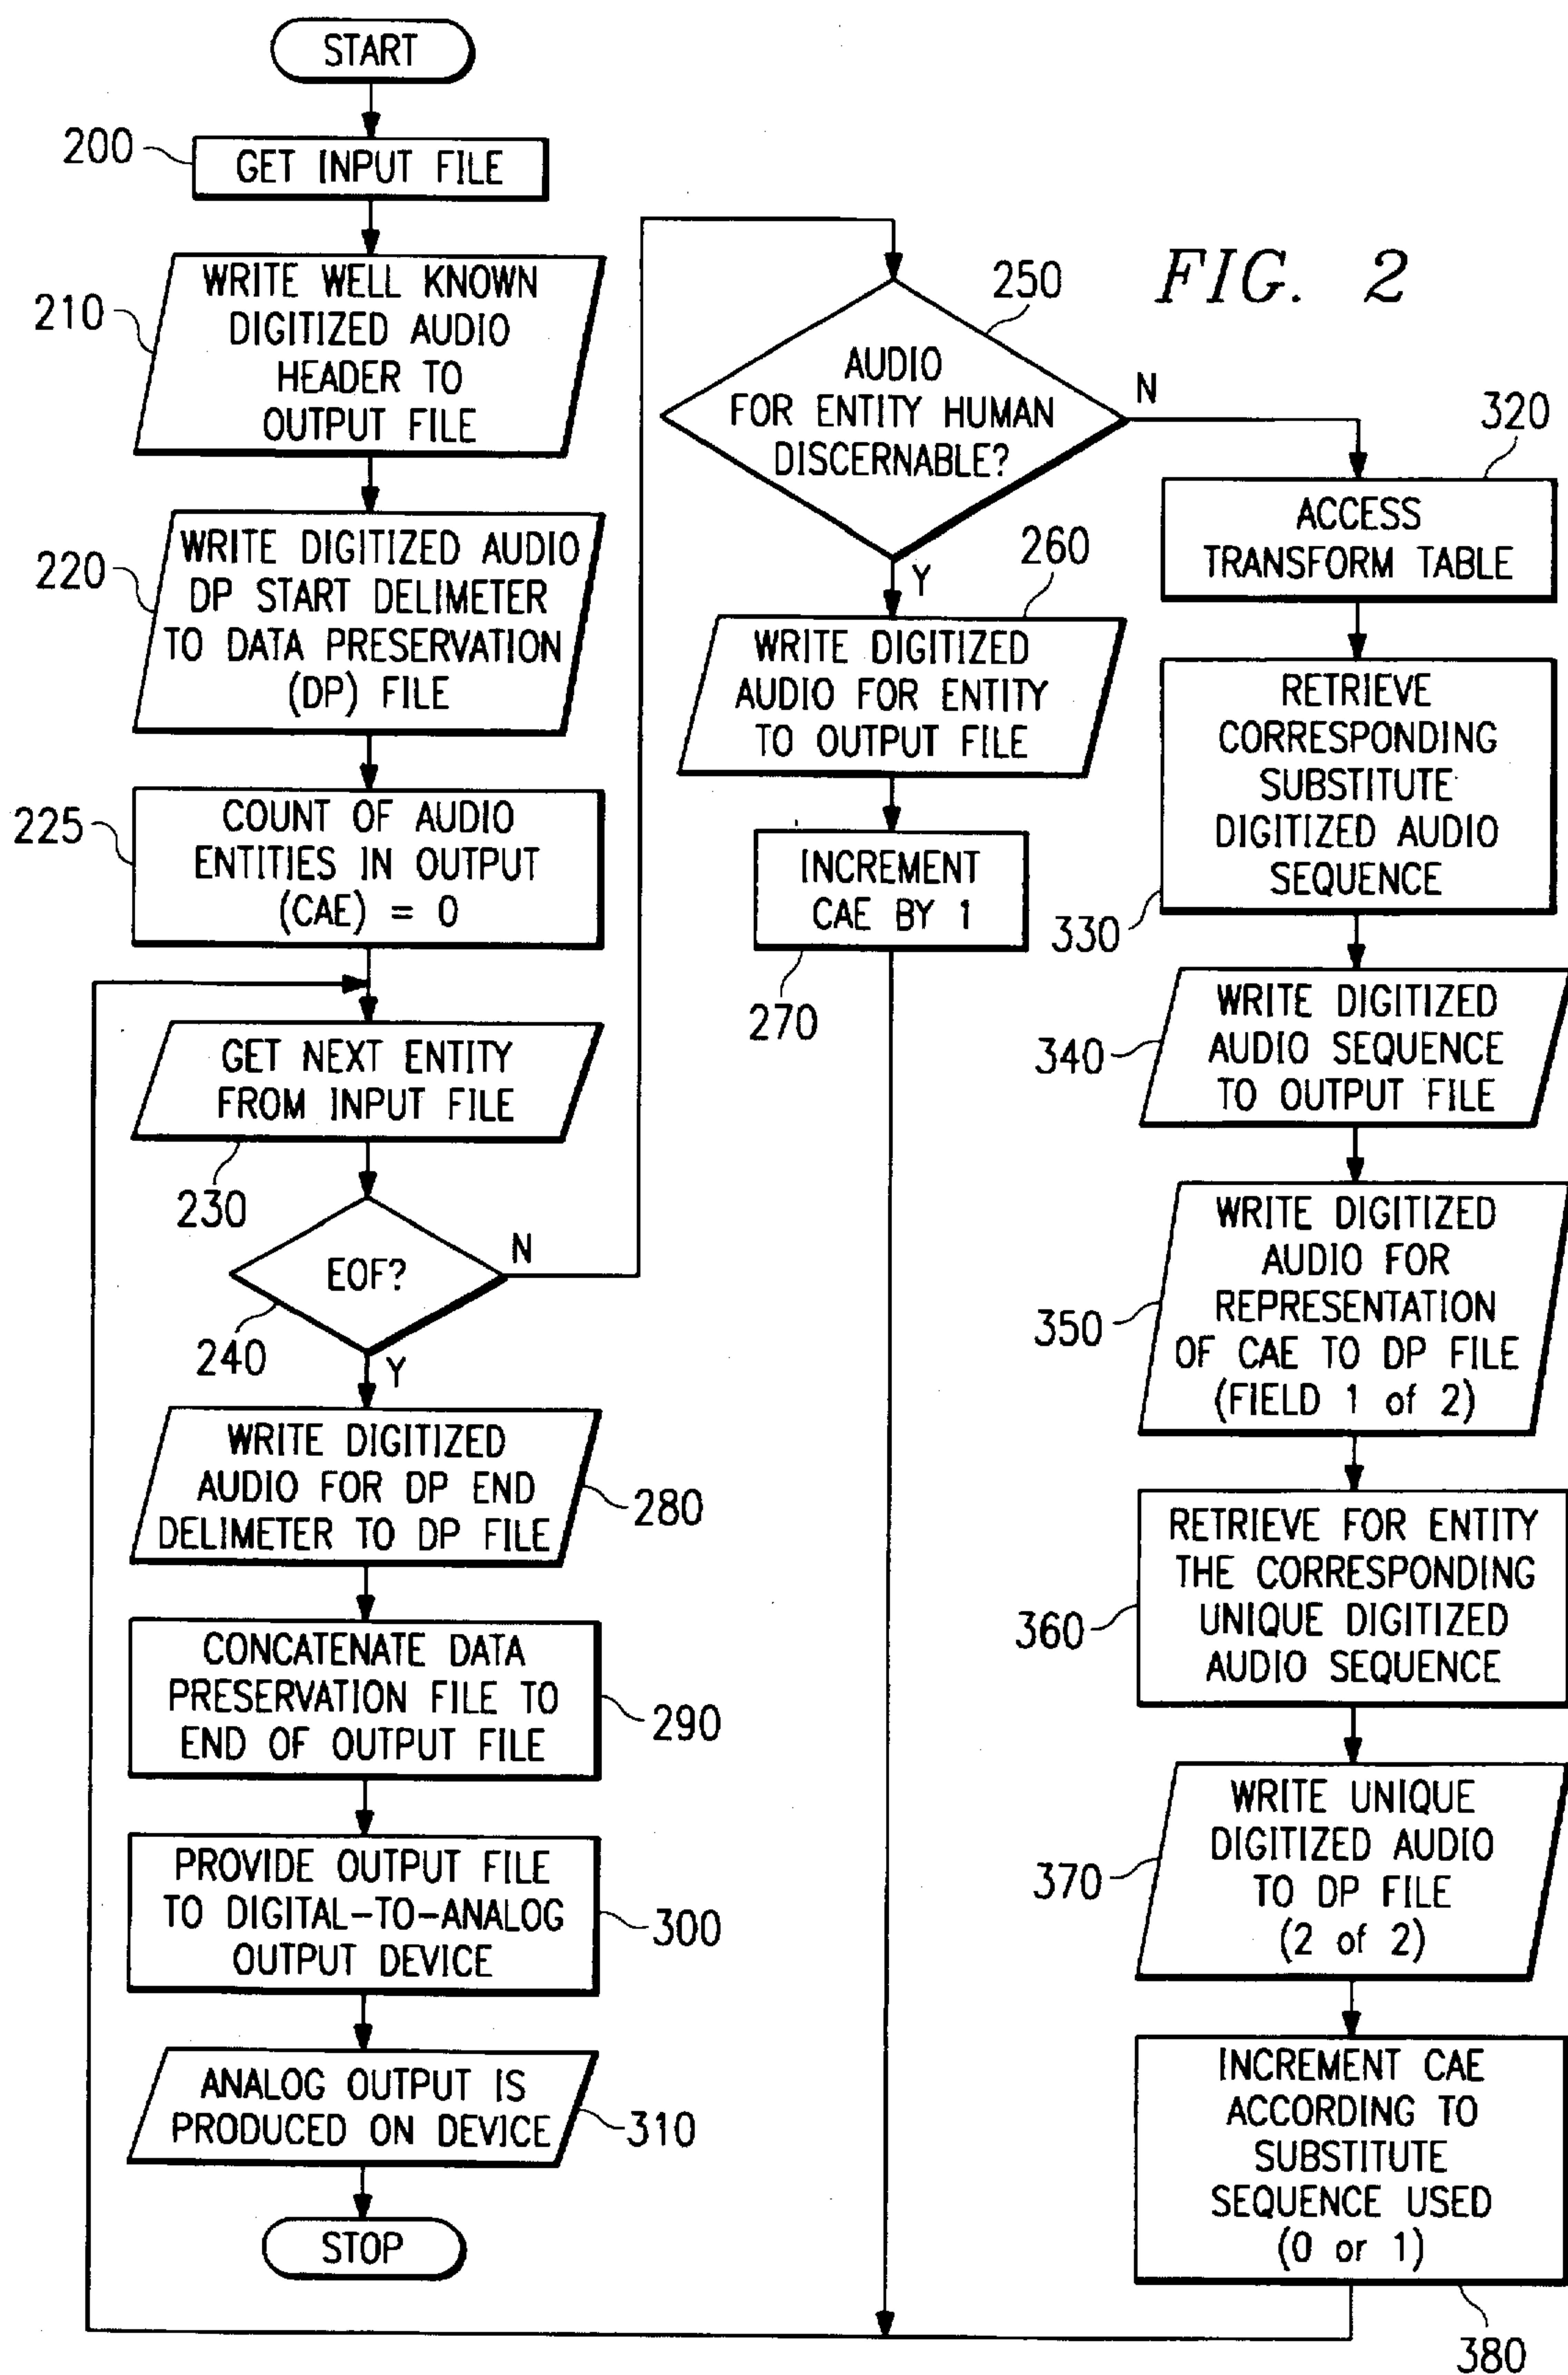 START
200
GET INPUT FILE
210
WRITE WELL KNOWN
DIGITIZED AUDIO
HEADER TO
OUTPUT FILE
220
WRITE DIGITIZED AUDIO
DP START DELIMETER
TO DATA PRESERVATION
(DP) FILE
225
COUNT OF AUDIO
ENTITIES IN OUTPUT
(CAE) = 0
GET NEXT ENTITY
FROM INPUT FILE
230
EOF?
N
240
Y
WRITE DIGITIZED
AUDIO FOR DP END
DELIMETER TO DP FILE
280
CONCATENATE DATA
PRESERVATION FILE TO
END OF OUTPUT FILE
290
PROVIDE OUTPUT FILE
TO DIGITAL-TO-ANALOG
OUTPUT DEVICE
300
ANALOG OUTPUT IS
PRODUCED ON DEVICE
310
STOP
FIG. 2
250
AUDIO
FOR ENTITY HUMAN
DISCERNABLE?
N
Y
260
WRITE DIGITIZED
AUDIO FOR ENTITY
TO OUTPUT FILE
INCREMENT
CAE BY 1
270
320
ACCESS
TRANSFORM TABLE
RETRIEVE
CORRESPONDING
SUBSTITUTE
DIGITIZED AUDIO
SEQUENCE
330
WRITE DIGITIZED
AUDIO SEQUENCE
TO OUTPUT FILE
340
WRITE DIGITIZED
AUDIO FOR
REPRESENTATION
OF CAE TO DP FILE
(FIELD 1 of 2)
350
RETRIEVE FOR ENTITY
THE CORRESPONDING
UNIQUE DIGITIZED
AUDIO SEQUENCE
360
WRITE UNIQUE
DIGITIZED AUDIO
TO DP FILE
(2 of 2)
370
INCREMENT CAE
ACCORDING TO
SUBSTITUTE
SEQUENCE USED
(0 or 1)
380